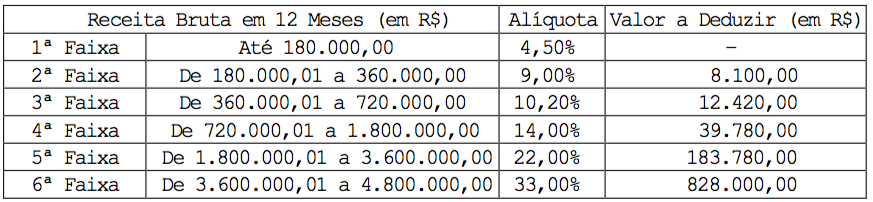 Receita Bruta em 12 Meses (em R$) Alíquota Valor a Deduzir (em R$)
1ª Faixa Até 180.000,00 4,50% –
2ª Faixa De 180.000,01 a 360.000,00 9,00% 8.100,00
3ª Faixa De 360.000,01 a 720.000,00 10,20% 12.420,00
4ª Faixa De 720.000,01 a 1.800.000,00 14,00% 39.780,00
5ª Faixa De 1.800.000,01 a 3.600.000,00 22,00% 183.780,00
6ª Faixa De 3.600.000,01 a 4.800.000,00 33,00% 828.000,00